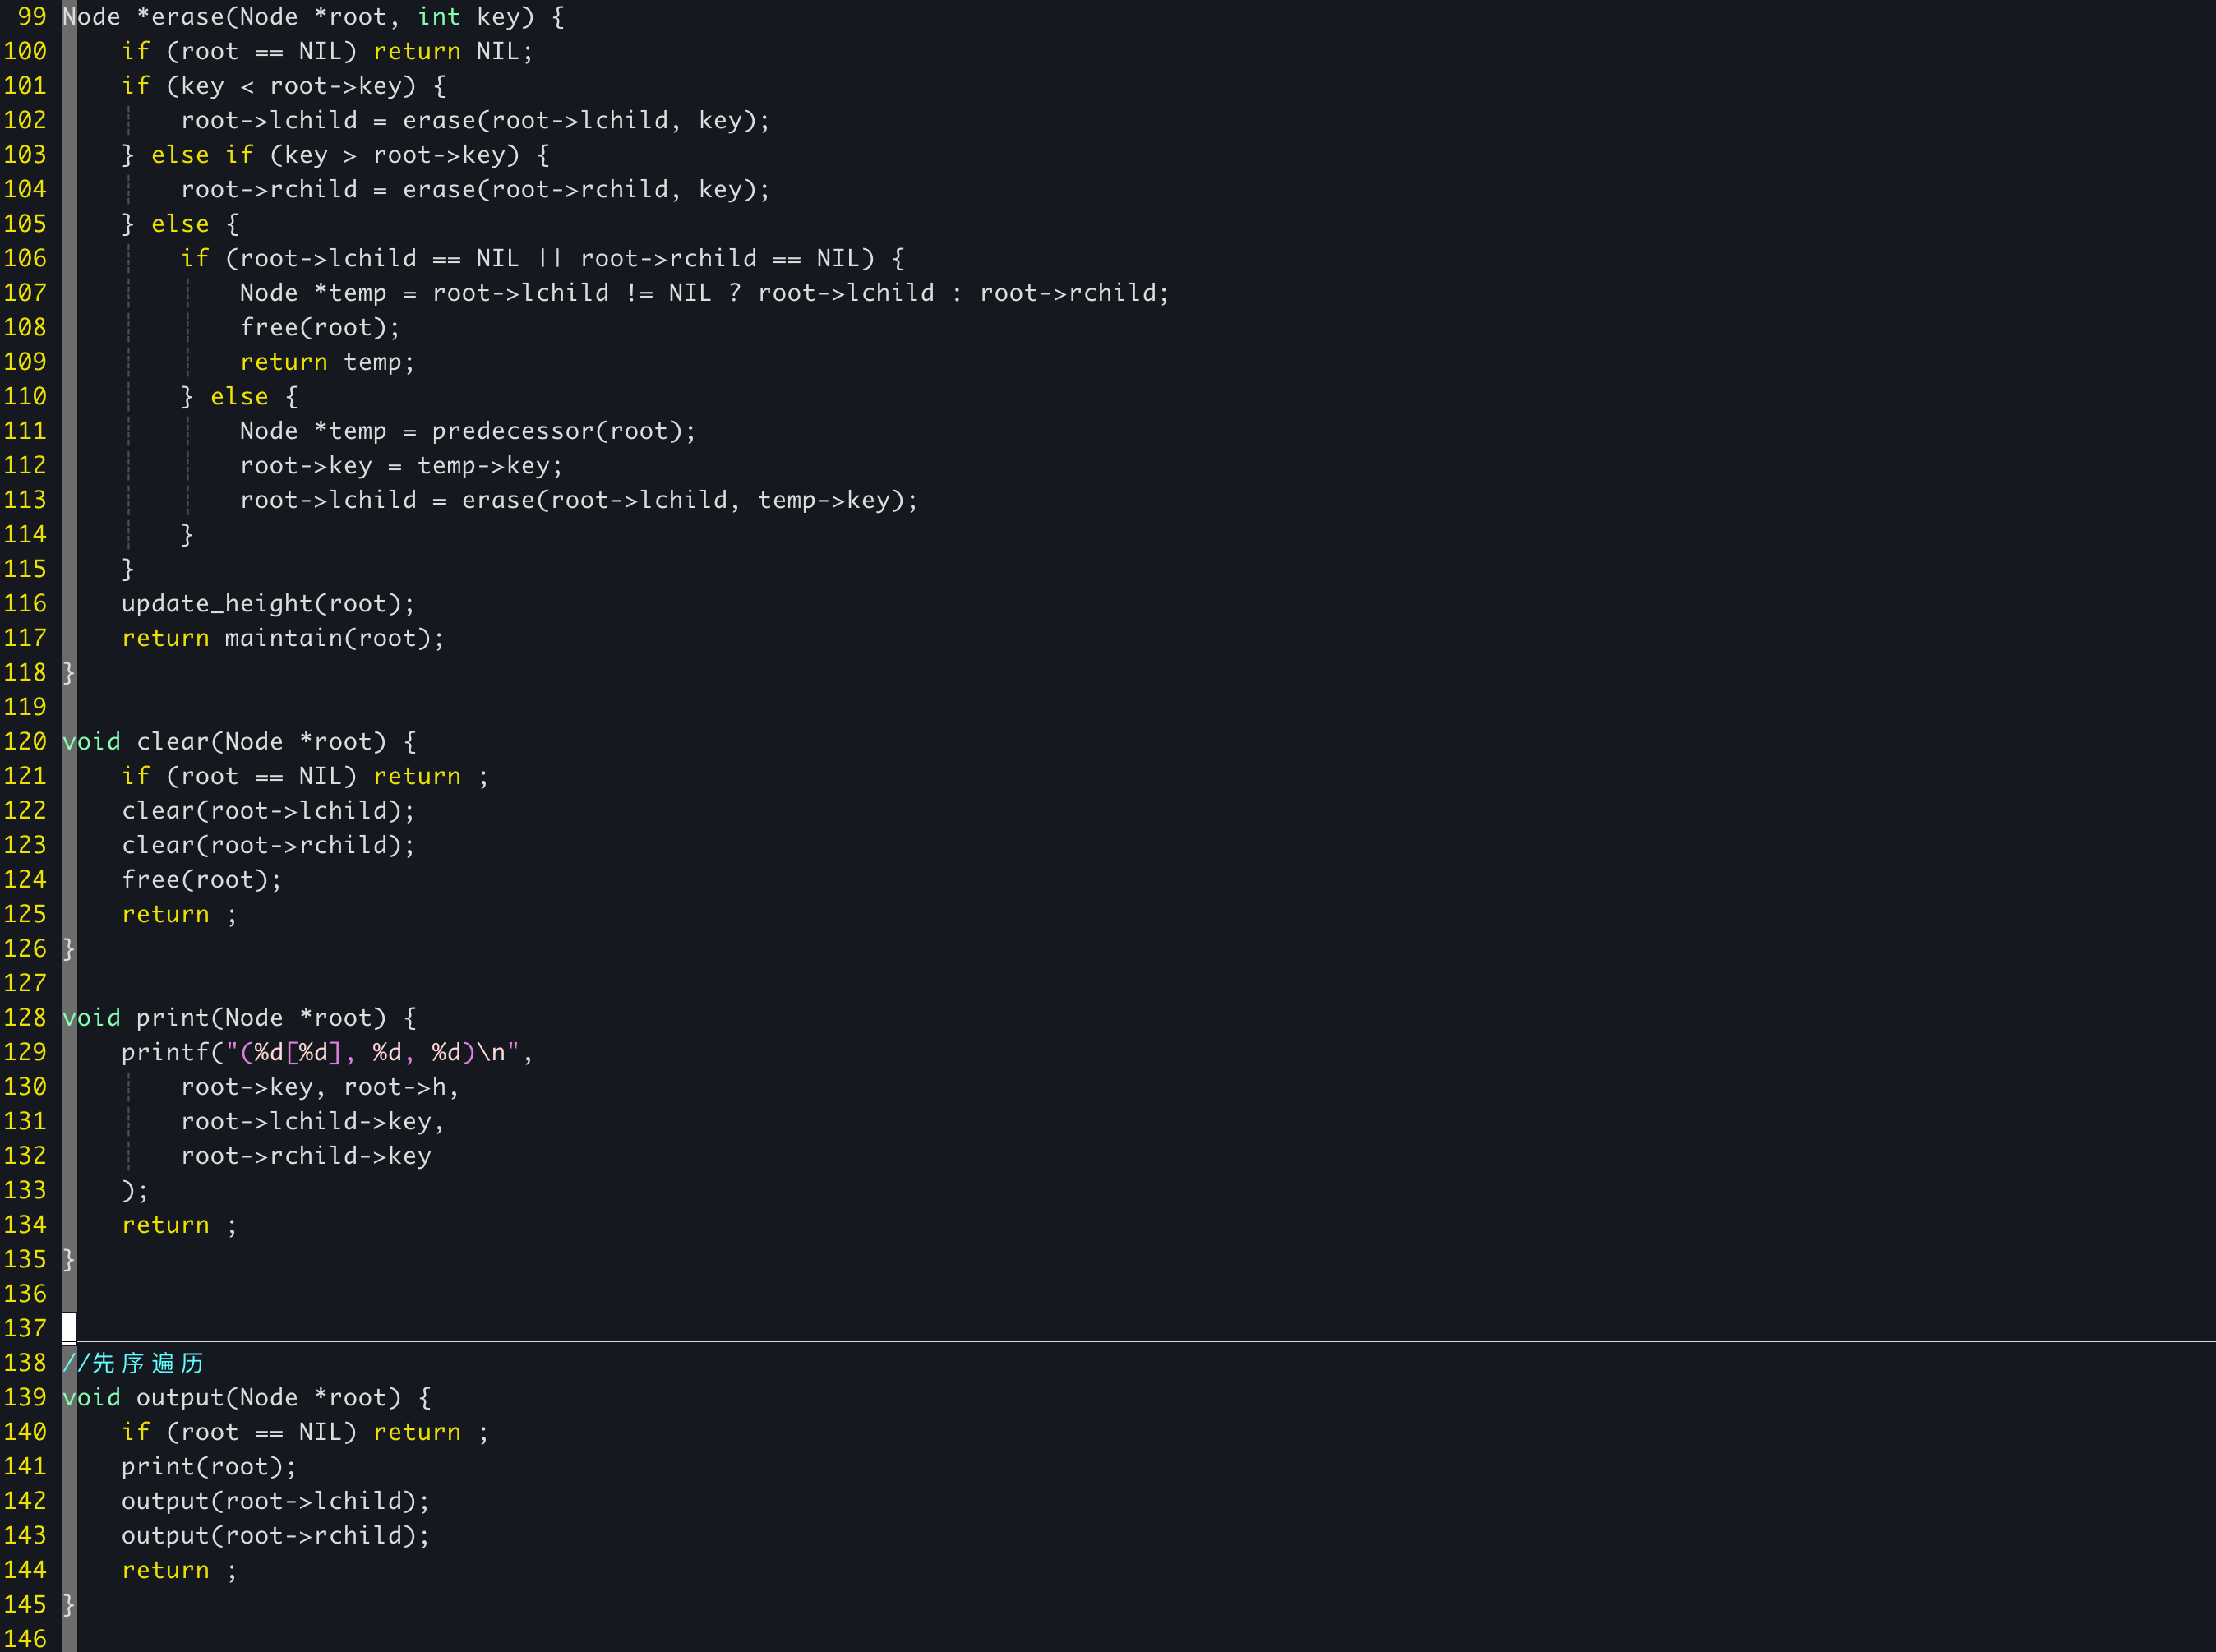 99 Node *erase(Node *root, int key) {
100     if (root == NIL) return NIL;
101     if (key < root->key) {
102         root->lchild = erase(root->lchild, key);
103     } else if (key > root->key) {
104         root->rchild = erase(root->rchild, key);
105     } else {
106         if (root->lchild == NIL || root->rchild == NIL) {
107             Node *temp = root->lchild != NIL ? root->lchild : root->rchild;
108             free(root);
109             return temp;
110         } else {
111             Node *temp = predecessor(root);
112             root->key = temp->key;
113             root->lchild = erase(root->lchild, temp->key);
114         }
115     }
116     update_height(root);
117     return maintain(root);
118 }
119
120 void clear(Node *root) {
121     if (root == NIL) return ;
122     clear(root->lchild);
123     clear(root->rchild);
124     free(root);
125     return ;
126 }
127
128 void print(Node *root) {
129     printf("(%d[%d], %d, %d)\n",
130         root->key, root->h,
131         root->lchild->key,
132         root->rchild->key
133     );
134     return ;
135 }
136
137
138 //先序遍历
139 void output(Node *root) {
140     if (root == NIL) return ;
141     print(root);
142     output(root->lchild);
143     output(root->rchild);
144     return ;
145 }
146